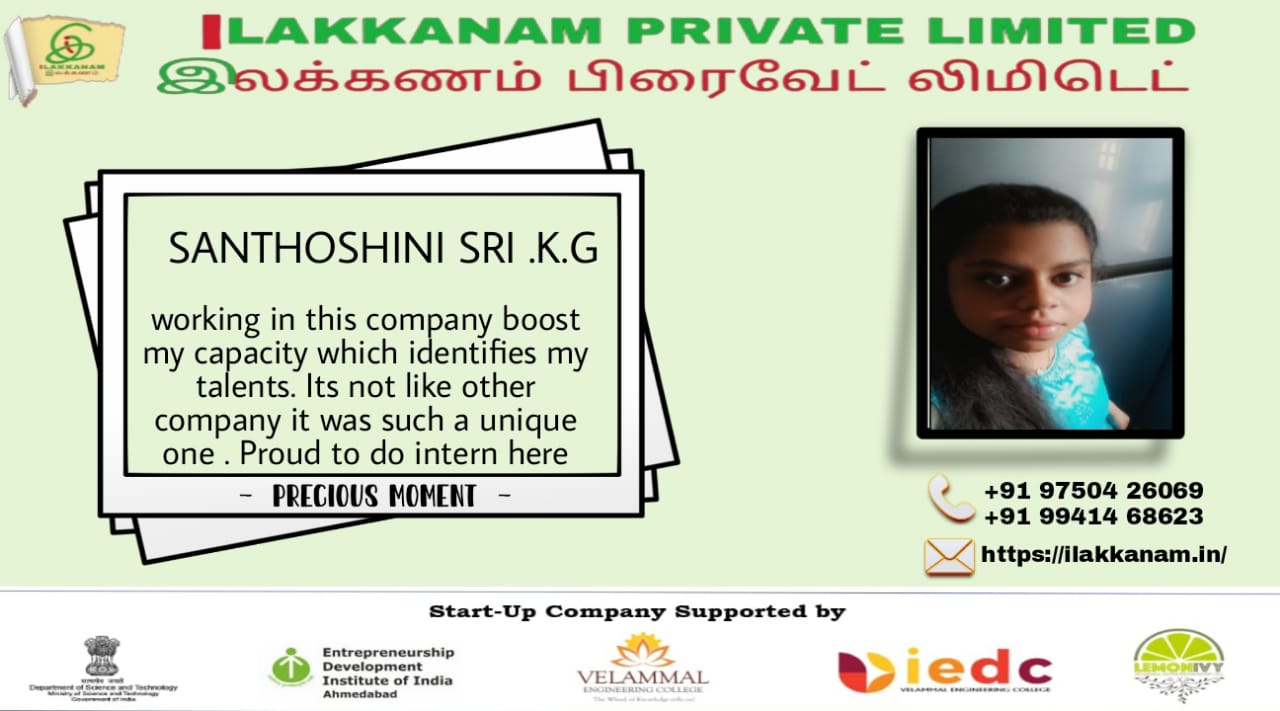 ILAKKANAM
இலக்கணம்
ILAKKANAM PRIVATE LIMITED
இலக்கணம் பிரைவேட் லிமிடெட்
SANTHOSHINI SRI .K.G
working in this company boost
my capacity which identifies my
talents. Its not like other
company it was such a unique
one . Proud to do intern here
- PRECIOUS MOMENT -
+91 97504 26069
+91 99414 68623
https://ilakkanam.in/
Start-Up Company Supported by
सत्यमेव जयते
Department of Science and Technology
Ministry of Science and Technology
Government of India
Entrepreneurship
Development
Institute of India
Ahmedabad
VELAMMAL
ENGINEERING COLLEGE
The Wheel of Knowledge rolls on!
iedc
VELAMMAL ENGINEERING COLLEGE
LEMONIVY